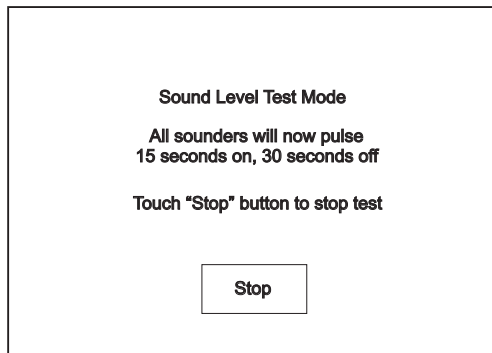 Sound Level Test Mode
All sounders will now pulse
15 seconds on, 30 seconds off
Touch “Stop” button to stop test
Stop